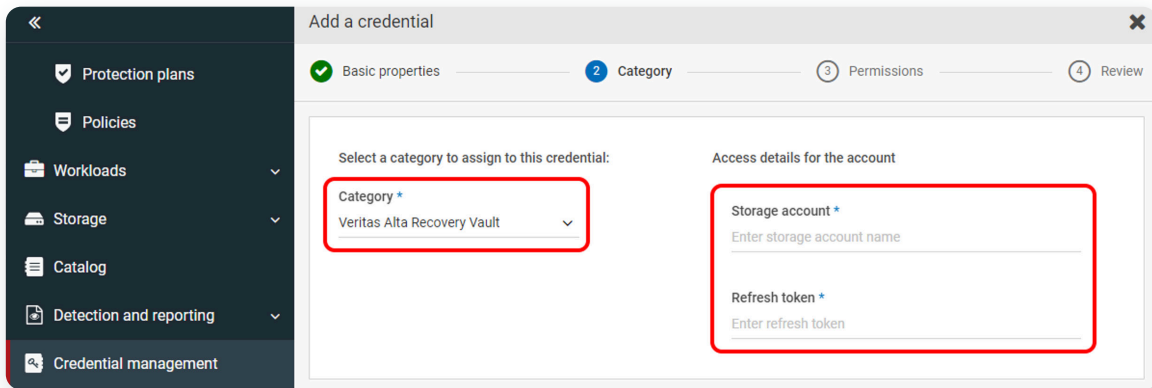 Add a credential
Protection plans
Policies
Workloads
Storage
Catalog
Detection and reporting
Credential management
Basic properties
2 Category
3 Permissions
4 Review
Select a category to assign to this credential:
Category *
Veritas Alta Recovery Vault
Access details for the account
Storage account *
Enter storage account name
Refresh token *
Enter refresh token